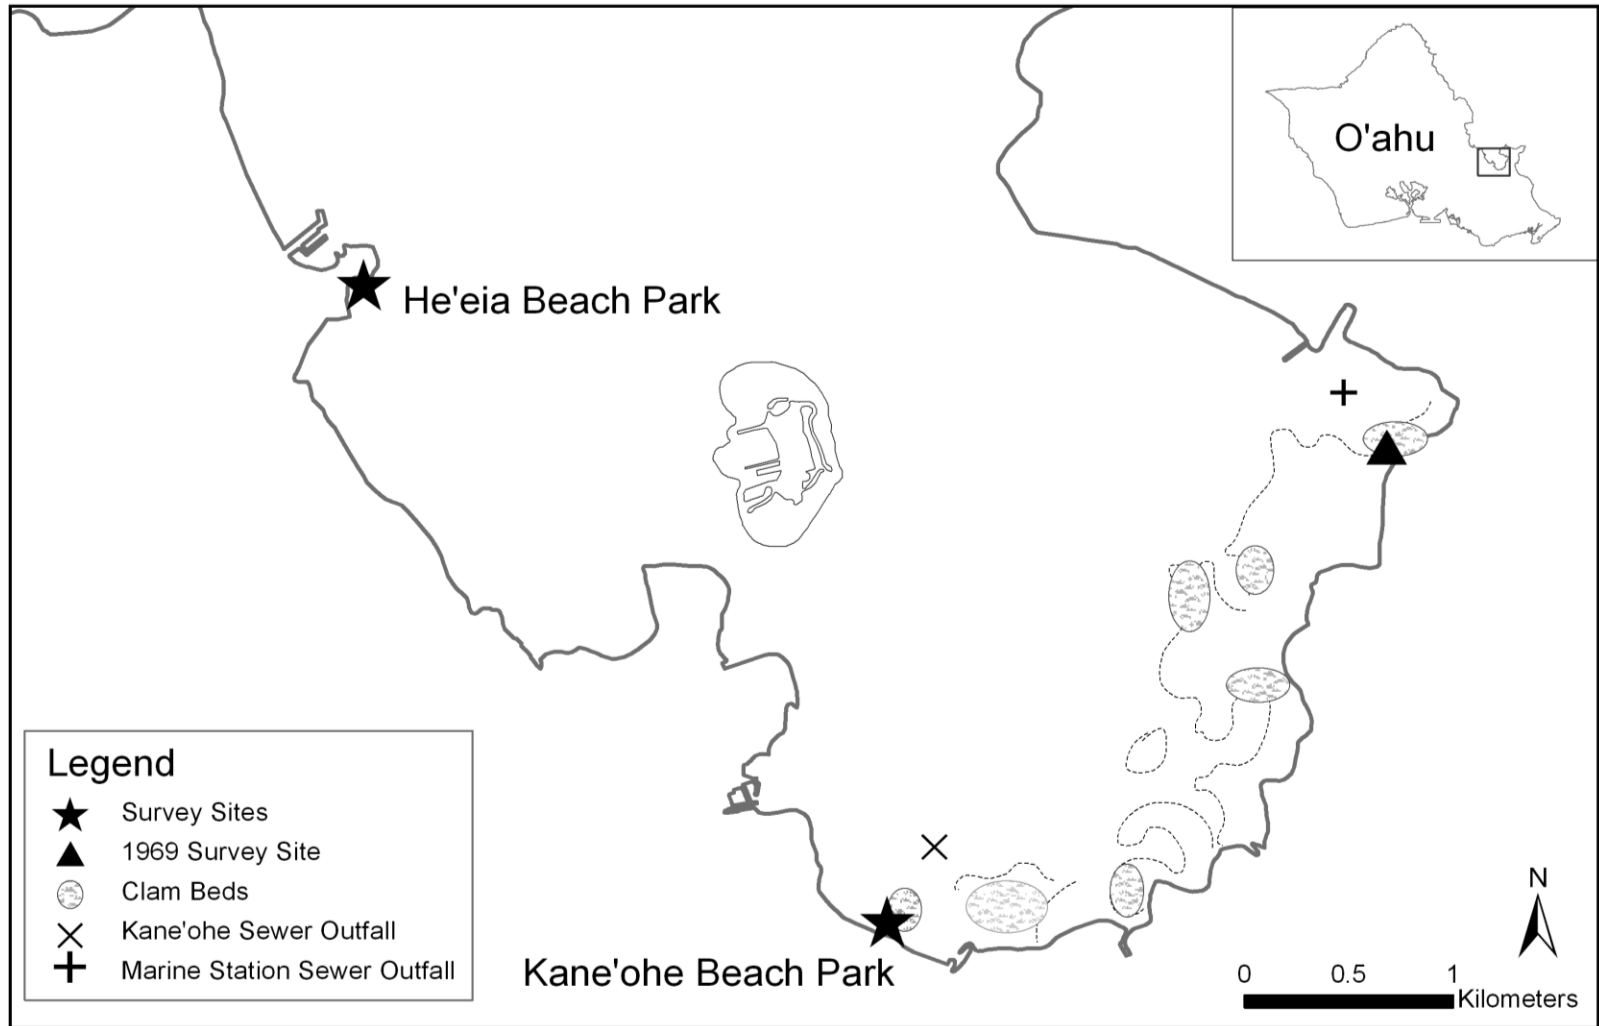 O'ahu
He'eia Beach Park
Legend
Survey Sites
1969 Survey Site
Clam Beds
Kane'ohe Sewer Outfall
Marine Station Sewer Outfall
Kane'ohe Beach Park
N
0 0.5 1
Kilometers